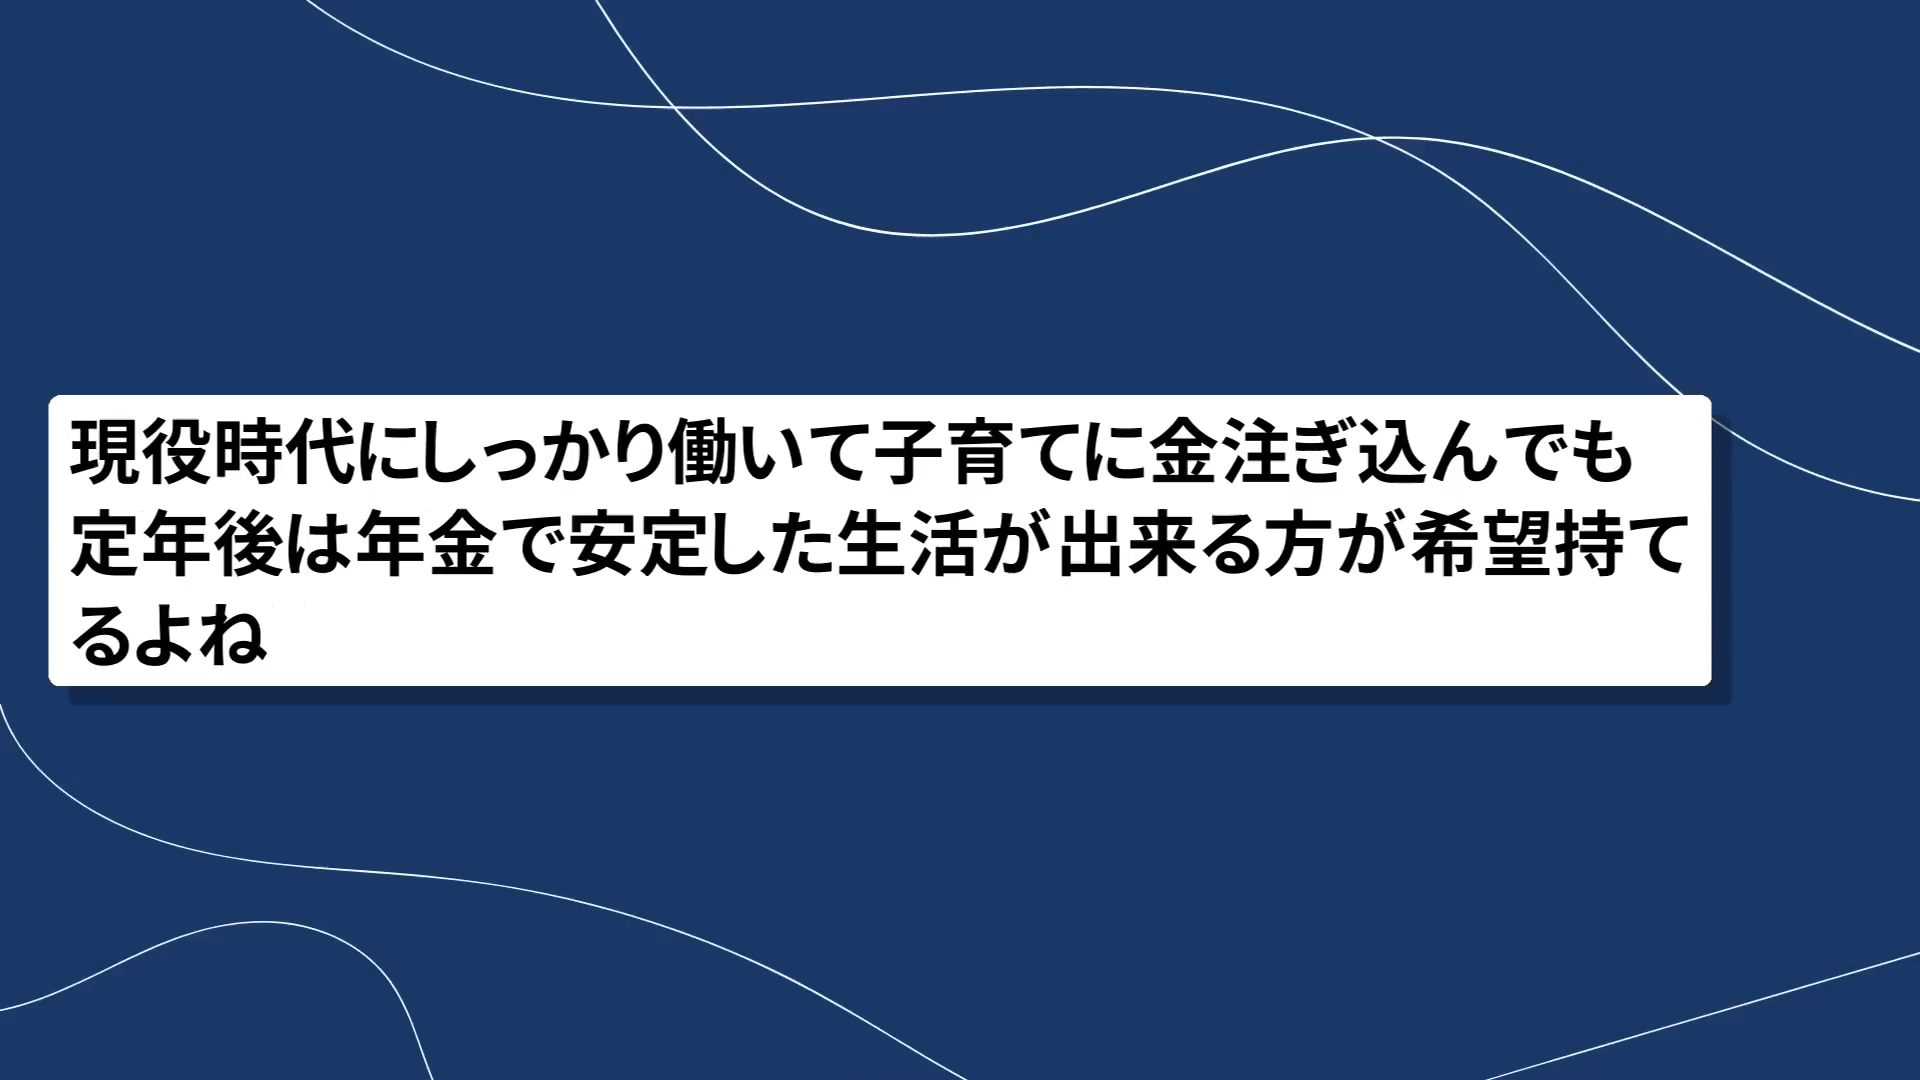 現役時代にしっかり働いて子育てに金注ぎ込んでも
定年後は年金で安定した生活が出来る方が希望持て
るよね